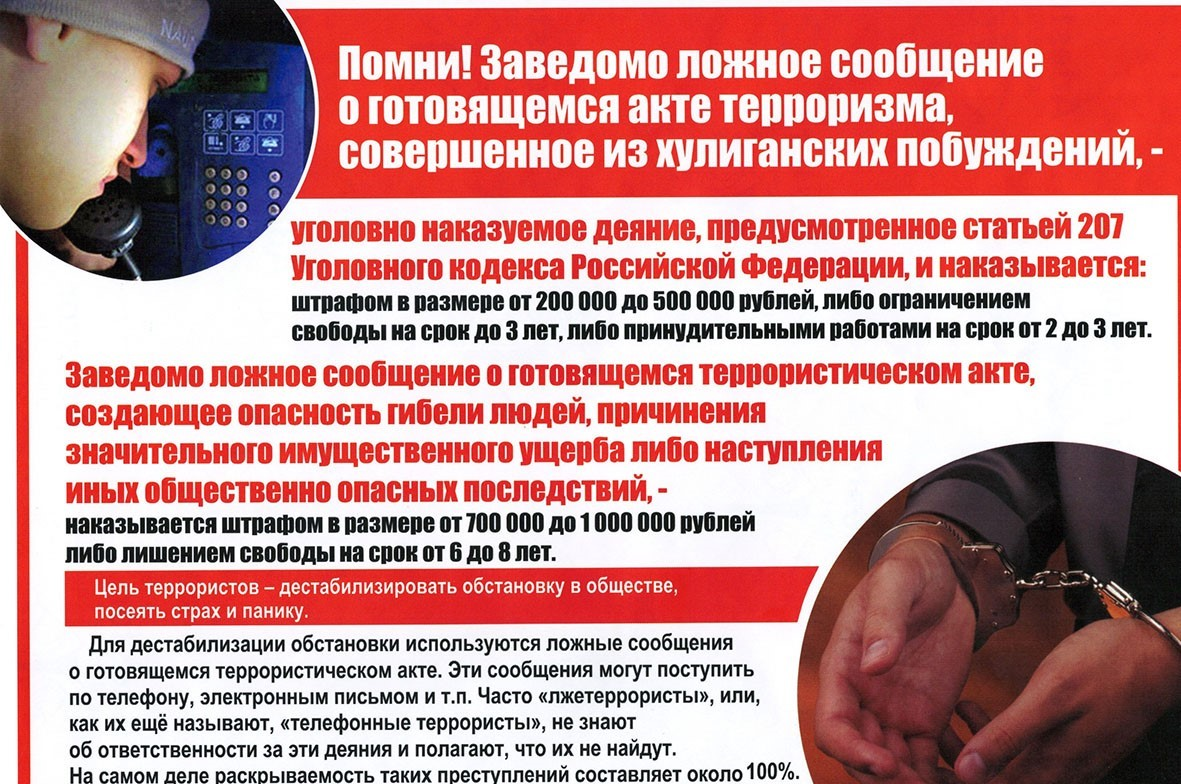 Помни! Заведомо ложное сообщение
о готовящемся акте терроризма,
совершенное из хулиганских побуждений, -
уголовно наказуемое деяние, предусмотренное статьей 207
Уголовного кодекса Российской Федерации, и наказывается:
штрафом в размере от 200 000 до 500 000 рублей, либо ограничением
свободы на срок до 3 лет, либо принудительными работами на срок от 2 до 3 лет.
Заведомо ложное сообщение о готовящемся террористическом акте,
создающее опасность гибели людей, причинения
значительного имущественного ущерба либо наступления
иных общественно опасных последствий, -
наказывается штрафом в размере от 700 000 до 1 000 000 рублей
либо лишением свободы на срок от 6 до 8 лет.
Цель террористов – дестабилизировать обстановку в обществе,
посеять страх и панику.
Для дестабилизации обстановки используются ложные сообщения
о готовящемся террористическом акте. Эти сообщения могут поступить
по телефону, электронным письмом и т.п. Часто «лжетеррористы», или,
как их ещё называют, «телефонные террористы», не знают
об ответственности за эти деяния и полагают, что их не найдут.
На самом деле раскрываемость таких преступлений составляет около 100%.